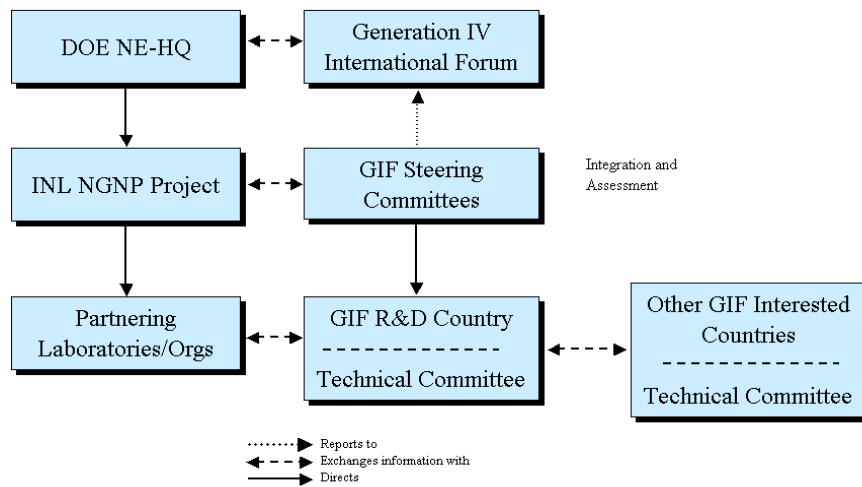 DOE NE-HQ
Generation IV
International Forum
INL NGNP Project
GIF Steering
Committees
Integration and
Assessment
Partnering
Laboratories/Orgs
GIF R&D Country
Technical Committee
Other GIF Interested
Countries
Technical Committee
Reports to
Exchanges information with
Directs